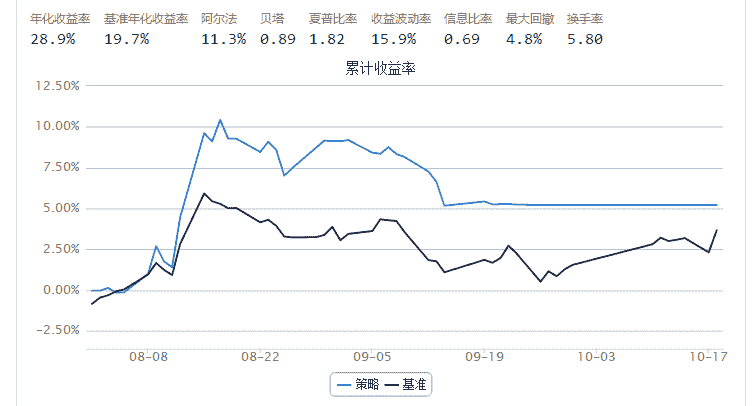 年化收益率 基准年化收益率 阿尔法 贝塔 夏普比率 收益波动率 信息比率 最大回撤 换手率
28.9% 19.7% 11.3% 0.89 1.82 15.9% 0.69 4.8% 5.80
累计收益率
12.50%
10.00%
7.50%
5.00%
2.50%
0.00%
-2.50%
08-08 08-22 09-05 09-19 10-03 10-17
策略 基准